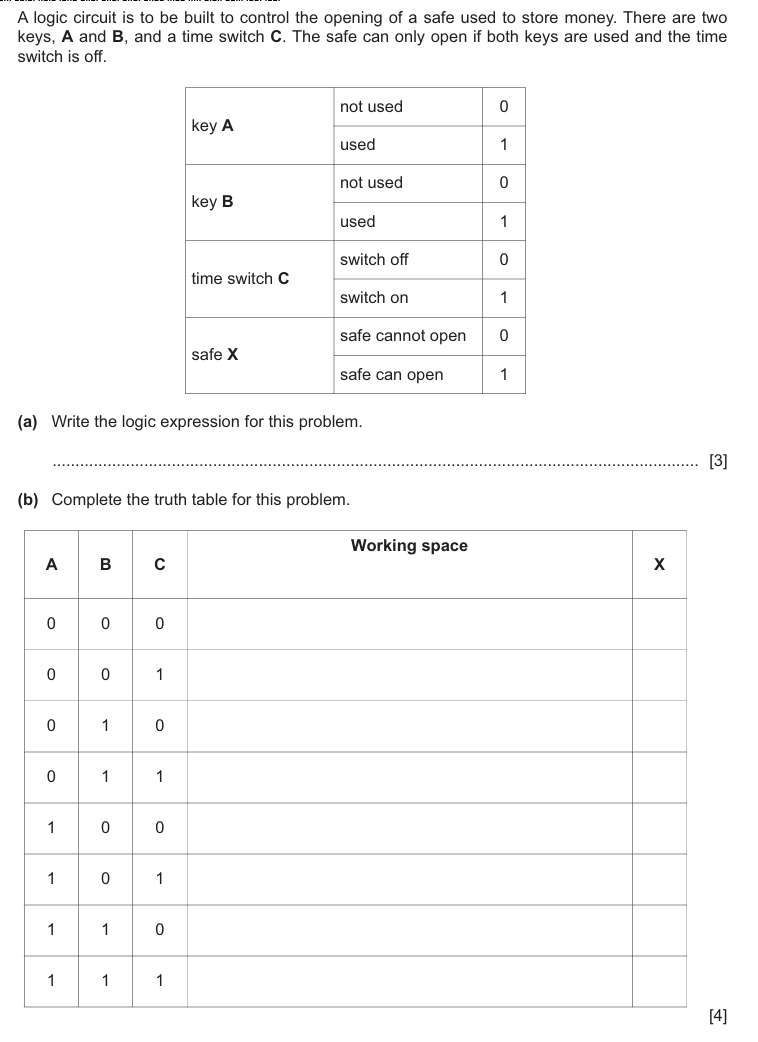 A logic circuit is to be built to control the opening of a safe used to store money. There are two
keys, A and B, and a time switch C. The safe can only open if both keys are used and the time
switch is off.
key A
not used 0
used 1
key B
not used 0
used 1
time switch C
switch off 0
switch on 1
safe X
safe cannot open 0
safe can open 1
(a) Write the logic expression for this problem.
............................................................................................................................................. [3]
(b) Complete the truth table for this problem.
A B C Working space X
0 0 0
0 0 1
0 1 0
0 1 1
1 0 0
1 0 1
1 1 0
1 1 1
[4]